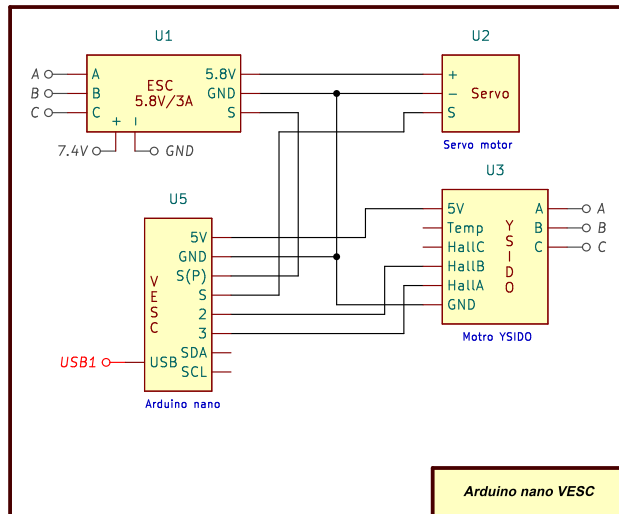 U1
U2
A A 5.8V + 
B B ESC GND − Servo
C C 5.8V/3A S S
+ −
7.4V GND
Servo motor
U3
U5
5V 5V A A
GND Temp B B
S(P) HallC C C
S HallB
2 HallA
3 GND
YSIDO
VESC
SDA
Motro YSIDO
USB1 USB
SCL
Arduino nano
Arduino nano VESC